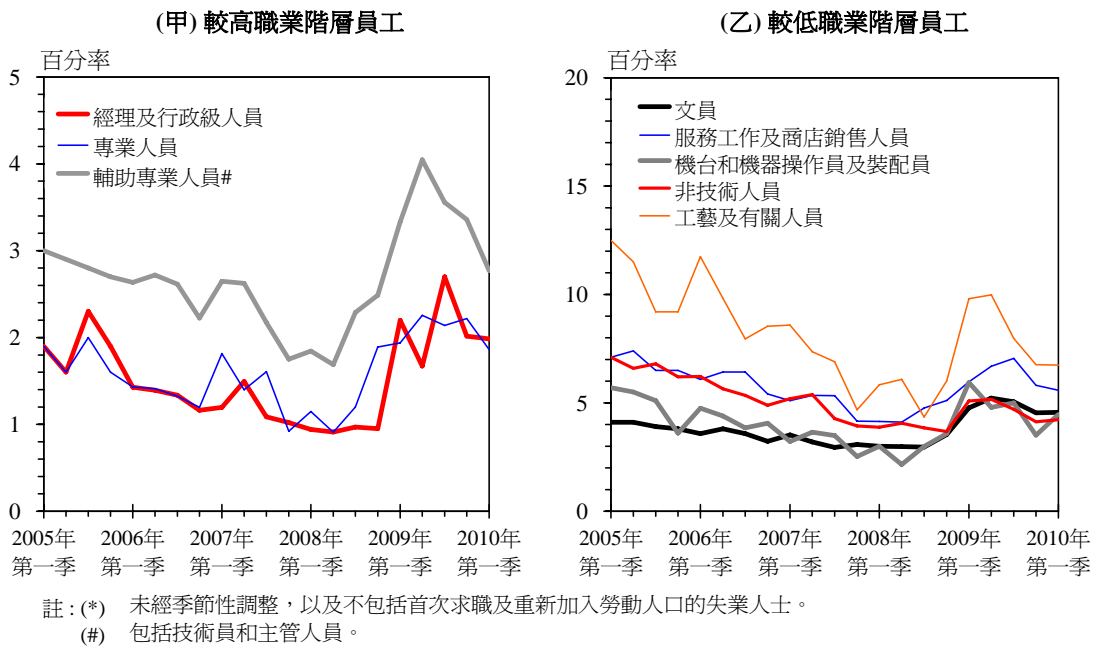 (甲) 較高職業階層員工
百分率
5
4
3
2
1
0
經理及行政級人員
專業人員
輔助專業人員#
2005年 2006年 2007年 2008年 2009年 2010年
第一季 第一季 第一季 第一季 第一季 第一季
(乙) 較低職業階層員工
百分率
20
15
10
5
0
文員
服務工作及商店銷售人員
機台和機器操作員及裝配員
非技術人員
工藝及有關人員
2005年 2006年 2007年 2008年 2009年 2010年
第一季 第一季 第一季 第一季 第一季 第一季
註 : (*) 未經季節性調整，以及不包括首次求職及重新加入勞動人口的失業人士。
(#) 包括技術員和主管人員。